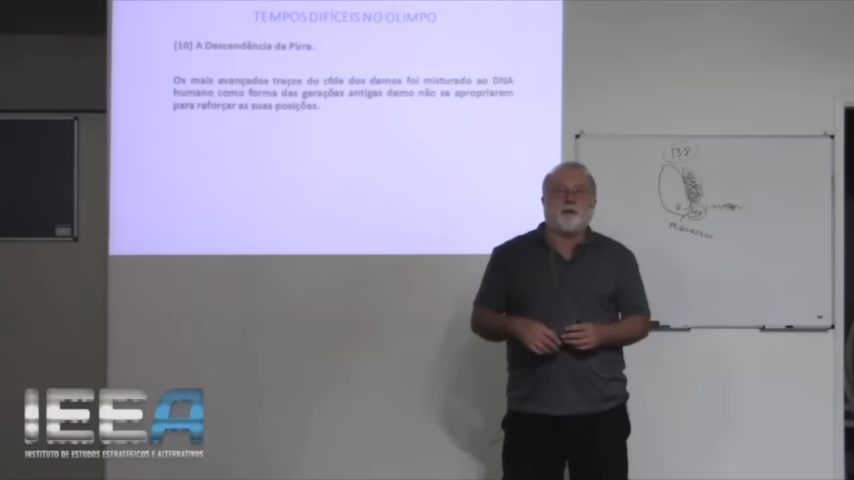 TEMPOS DIFÍCEIS NO OLIMPO
(10) A Descendência de Pirra.
Os mais avançados traços do cfde dos demos foi misturado ao DNA
humano como forma das gerações antigas demo não se apropriarem
para reforçar as suas posições.
138
IEEA
INSTITUTO DE ESTUDOS ESTRATÉGICOS E ALTERNATIVOS